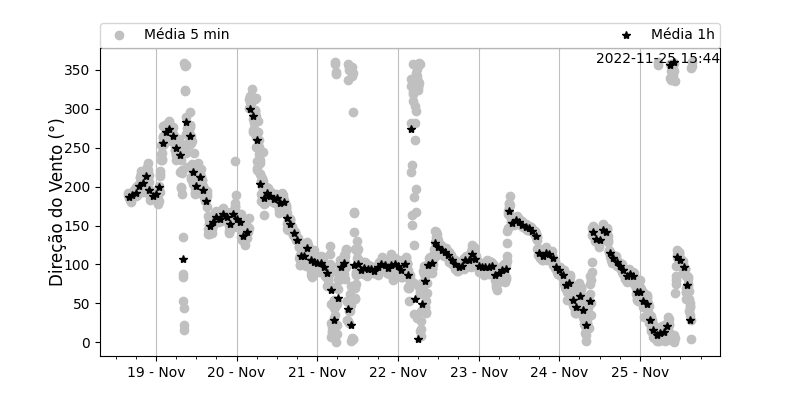 Média 5 min
Média 1h
2022-11-25 15:44
Direção do Vento (°)
350
300
250
200
150
100
50
0
19 - Nov
20 - Nov
21 - Nov
22 - Nov
23 - Nov
24 - Nov
25 - Nov